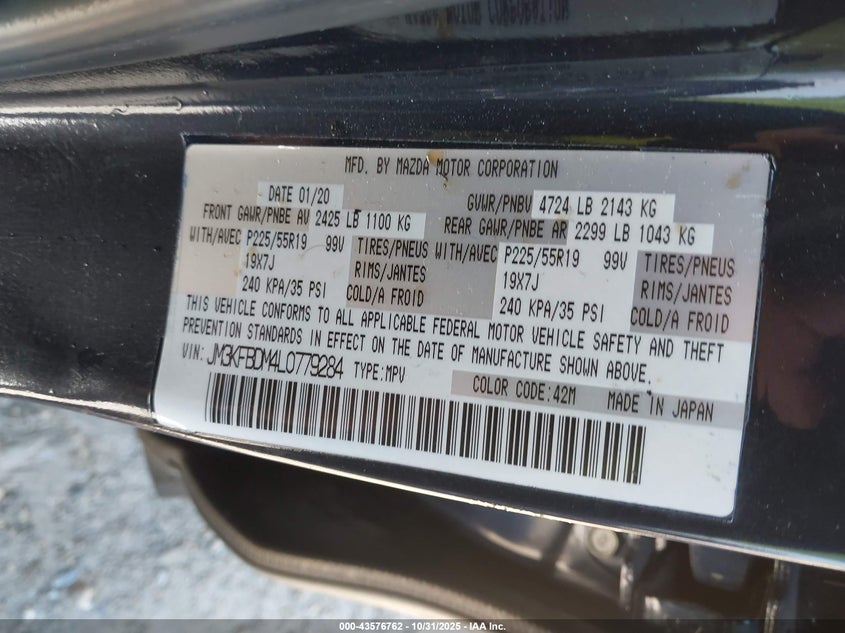 MFD. BY MAZDA MOTOR CORPORATION
DATE 01/20 GVWR/PNBV 4724 LB 2143 KG
FRONT GAWR/PNBE AV 2425 LB 1100 KG REAR GAWR/PNBE AR 2299 LB 1043 KG
WITH/AVEC P225/55R19 99V TIRES/PNEUS WITH/AVEC P225/55R19 99V TIRES/PNEUS
19X7J RIMS/JANTES 19X7J RIMS/JANTES
240 KPA/35 PSI COLD/A FROID 240 KPA/35 PSI COLD/A FROID
THIS VEHICLE CONFORMS TO ALL APPLICABLE FEDERAL MOTOR VEHICLE SAFETY AND THEFT
PREVENTION STANDARDS IN EFFECT ON THE DATE OF MANUFACTURE SHOWN ABOVE.
VIN: JM3KFBDM4L0779284 TYPE:MPV
COLOR CODE:42M MADE IN JAPAN
000-43576762 - 10/31/2025 - IAA Inc.